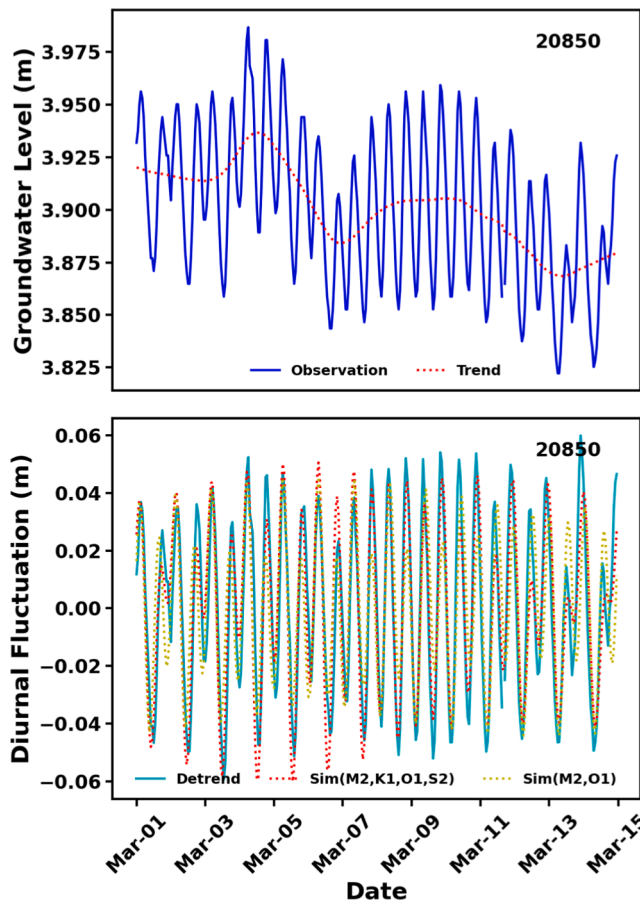 Groundwater Level (m)
3.975
3.950
3.925
3.900
3.875
3.850
3.825
20850
Observation
Trend
Diurnal Fluctuation (m)
0.06
0.04
0.02
0.00
−0.02
−0.04
−0.06
20850
Detrend
Sim(M2,K1,O1,S2)
Sim(M2,O1)
Mar-01
Mar-03
Mar-05
Mar-07
Mar-09
Mar-11
Mar-13
Mar-15
Date